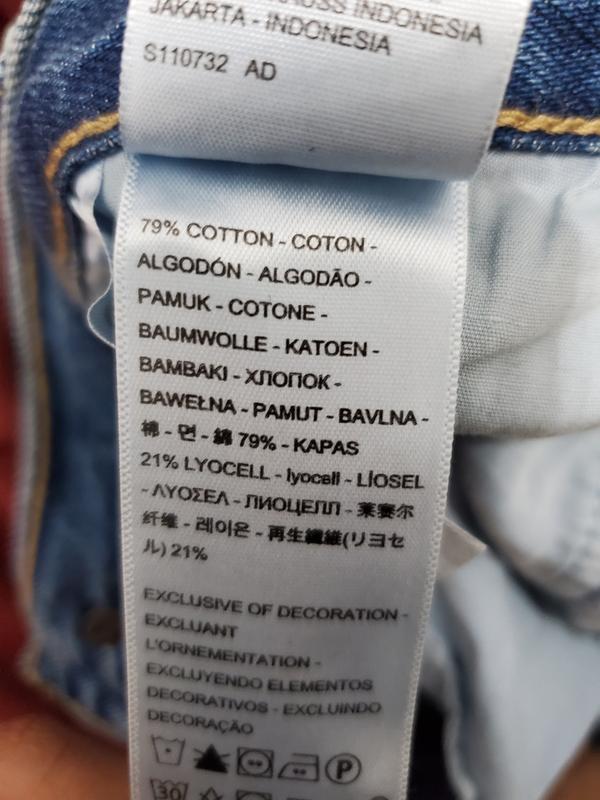 INDONESIA
JAKARTA - INDONESIA
S110732 AD
79% COTTON - COTON -
ALGODÓN - ALGODÃO -
PAMUK - COTONE -
BAUMWOLLE - KATOEN -
BAMBAKI - ХЛОПОК -
BAWEŁNA - PAMUT - BAVLNA -
棉 - 면 - 綿 79% - KAPAS
21% LYOCELL - lyocell - LİOSEL
- ΛΥΟΣΕΛ - ЛИОЦЕЛЛ - 莱赛尔
纤维 - 레이온 - 再生繊維(リヨセ
ル) 21%
EXCLUSIVE OF DECORATION -
EXCLUANT
L'ORNEMENTATION -
EXCLUYENDO ELEMENTOS
DECORATIVOS - EXCLUINDO
DECORAÇÃO
P
30